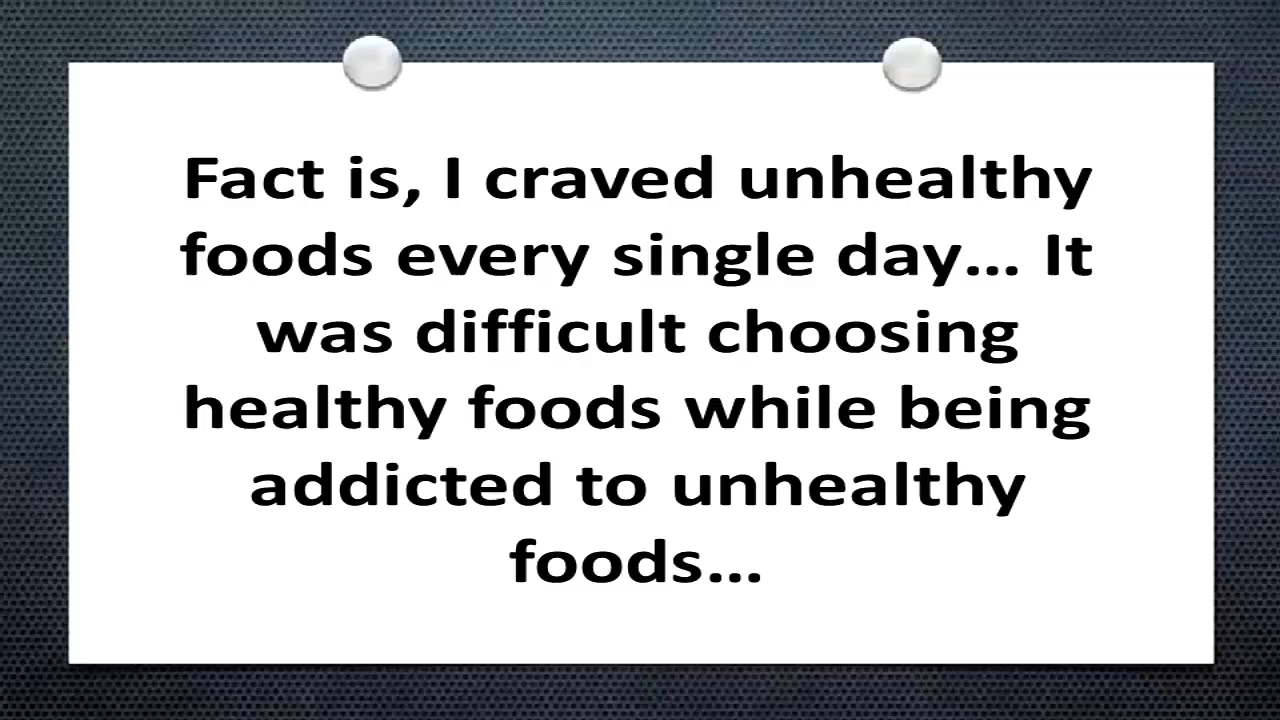 Fact is, I craved unhealthy
foods every single day... It
was difficult choosing
healthy foods while being
addicted to unhealthy
foods...